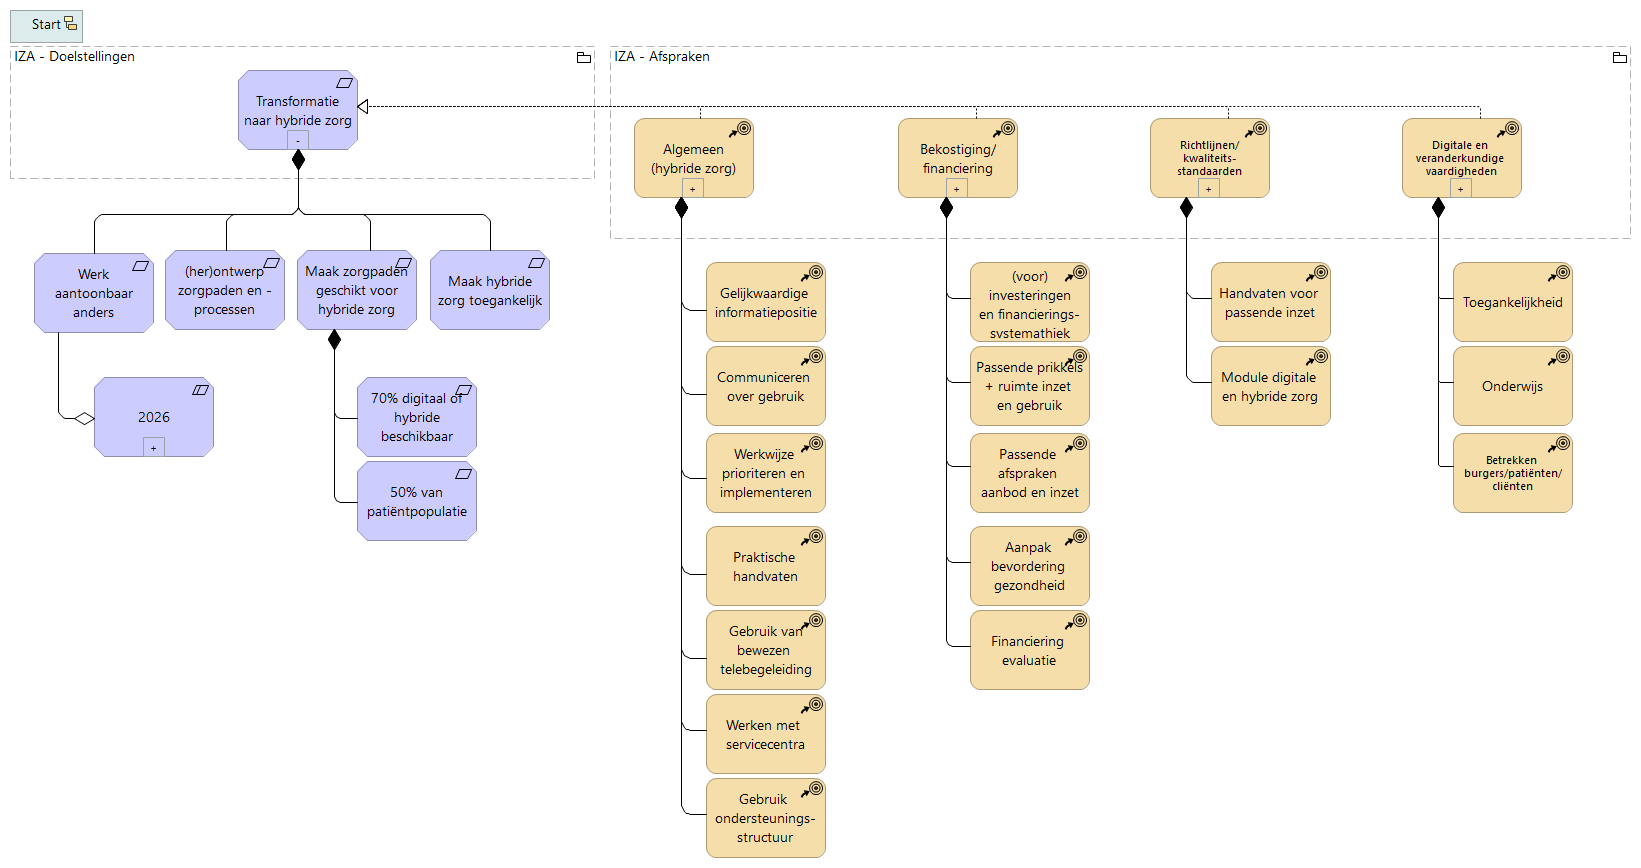 Start
IZA - Doelstellingen
Transformatie
naar hybride zorg
-
Werk
aantoonbaar
anders
(her)ontwerp
zorgpaden en -
processen
Maak zorgpaden
geschikt voor
hybride zorg
Maak hybride
zorg toegankelijk
2026
+
70% digitaal of
hybride
beschikbaar
50% van
patiëntpopulatie
IZA - Afspraken
Algemeen
(hybride zorg)
+
Bekostiging/
financiering
+
Richtlijnen/
kwaliteits-
standaarden
+
Digitale en
veranderkundige
vaardigheden
+
Gelijkwaardige
informatiepositie
Communiceren
over gebruik
Werkwijze
prioriteren en
implementeren
Praktische
handvaten
Gebruik van
bewezen
telebegeleiding
Werken met
servicecentra
Gebruik
ondersteunings-
structuur
(voor)
investeringen
en financierings-
systemathiek
Passende prikkels
+ ruimte inzet
en gebruik
Passende
afspraken
aanbod en inzet
Aanpak
bevordering
gezondheid
Financiering
evaluatie
Handvaten voor
passende inzet
Module digitale
en hybride zorg
Toegankelijkheid
Onderwijs
Betrekken
burgers/patiënten/
cliënten